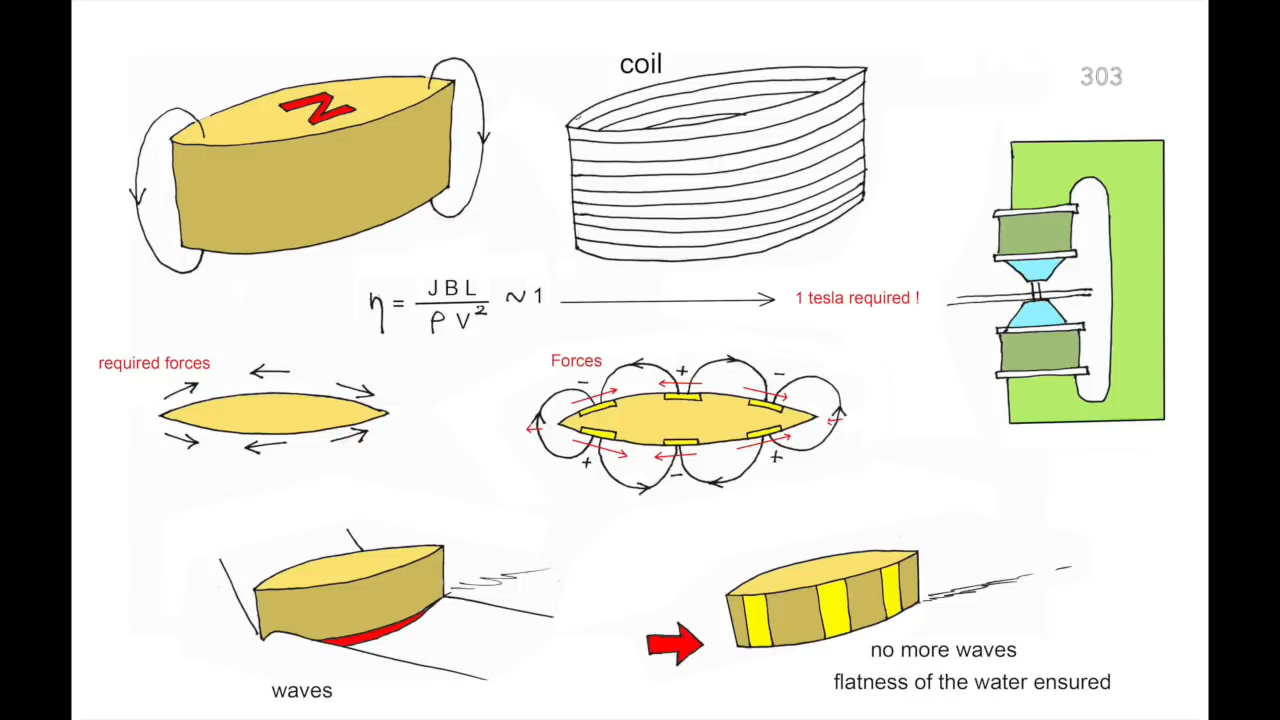 coil
303
N
η = JBL / ρV² ~ 1
1 tesla required !
required forces
Forces
+
−
−
+
−
+
waves
no more waves
flatness of the water ensured